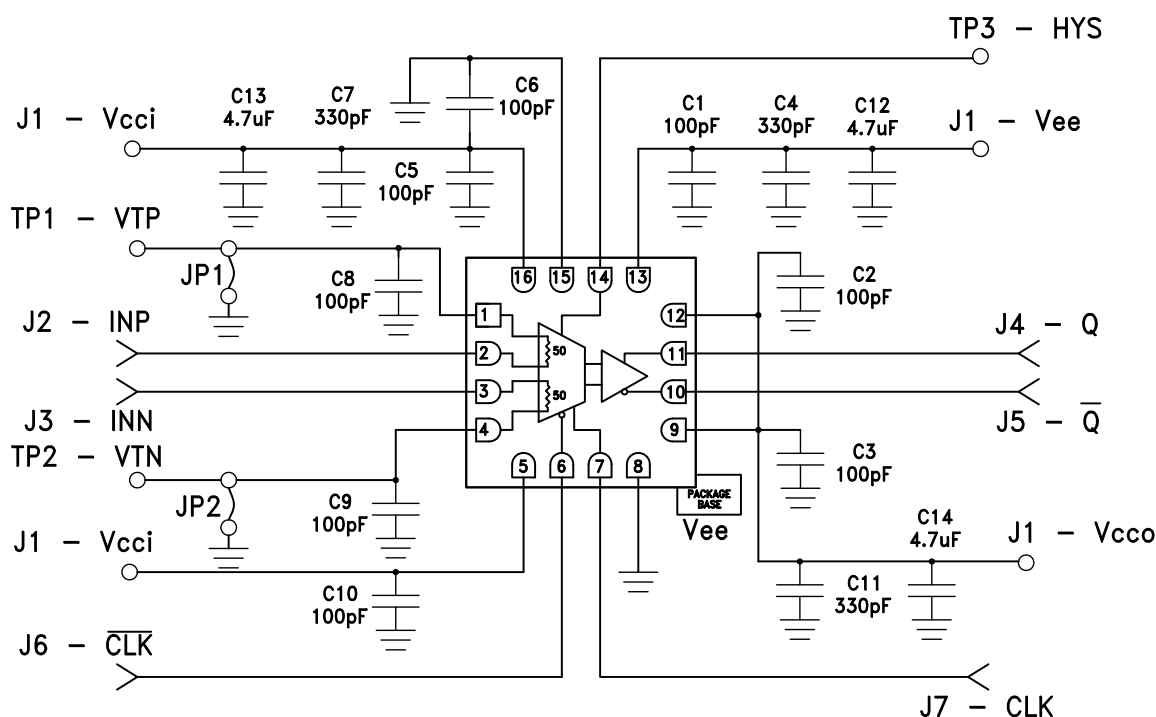 TP3 - HYS
C6
100pF
C13
4.7uF
C7
330pF
C1
100pF
C4
330pF
C12
4.7uF
J1 - Vcci
J1 - Vee
C5
100pF
TP1 - VTP
JP1
C8
100pF
16
15
14
13
C2
100pF
1
12
J2 - INP
J4 - Q
2
50
11
3
50
10
J3 - INN
J5 - Q̅
4
9
TP2 - VTN
5
6
7
8
C3
100pF
JP2
C9
100pF
PACKAGE
BASE
Vee
C14
4.7uF
J1 - Vcci
J1 - Vcco
C10
100pF
C11
330pF
J6 - C̅L̅K̅
J7 - CLK